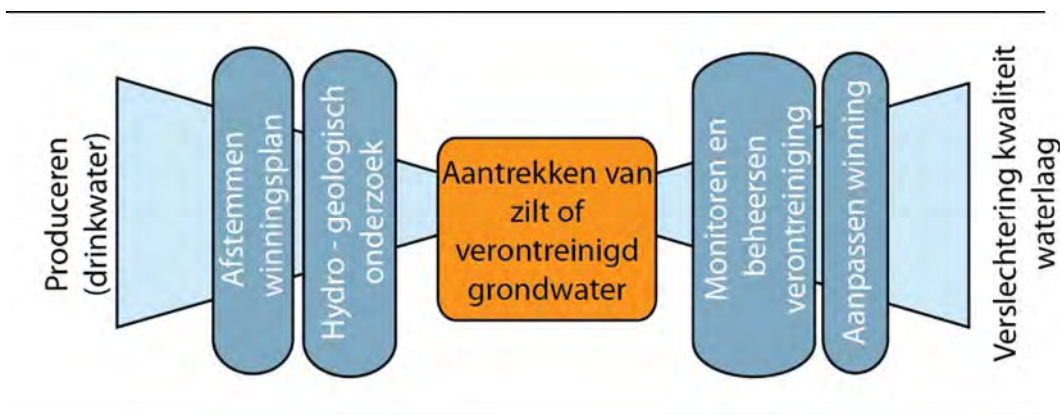 Produceren
(drinkwater)
Afstemmen
winningsplan
Hydro - geologisch
onderzoek
Aantrekken van
zilt of
verontreinigd
grondwater
Monitoren en
beheersen
verontreiniging
Aanpassen winning
Verslechtering kwaliteit
waterlaag